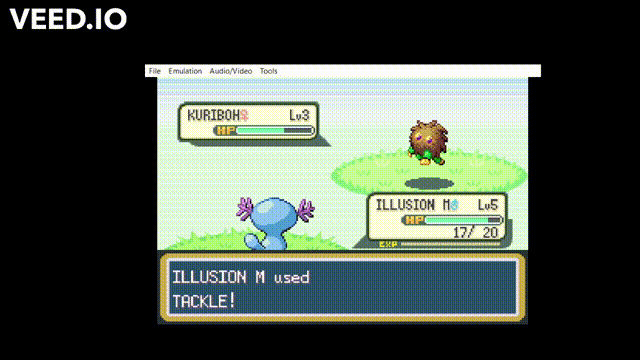 VEED.IO
File Emulation Audio/Video Tools
KURIBOH♀ Lv3
HP
ILLUSION M♂ Lv5
HP
17/ 20
EXP
ILLUSION M used
TACKLE!